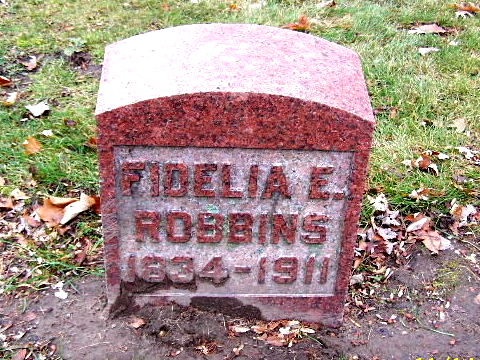 FIDELIA E.
ROBBINS
1834-1911